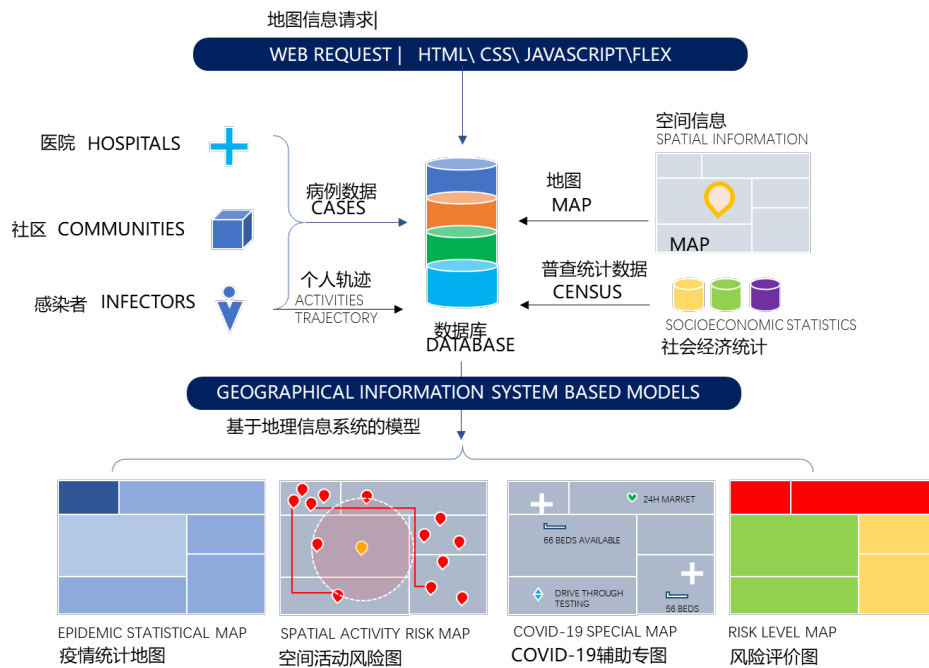 地图信息请求|
WEB REQUEST | HTML\ CSS\ JAVASCRIPT\FLEX
医院 HOSPITALS
社区 COMMUNITIES
感染者 INFECTORS
病例数据
CASES
个人轨迹
ACTIVITIES
TRAJECTORY
数据库
DATABASE
地图
MAP
普查统计数据
CENSUS
空间信息
SPATIAL INFORMATION
MAP
SOCIOECONOMIC STATISTICS
社会经济统计
GEOGRAPHICAL INFORMATION SYSTEM BASED MODELS
基于地理信息系统的模型
EPIDEMIC STATISTICAL MAP
疫情统计地图
SPATIAL ACTIVITY RISK MAP
空间活动风险图
24H MARKET
66 BEDS AVAILABLE
DRIVE THROUGH
TESTING
56 BEDS
COVID-19 SPECIAL MAP
COVID-19辅助专图
RISK LEVEL MAP
风险评价图